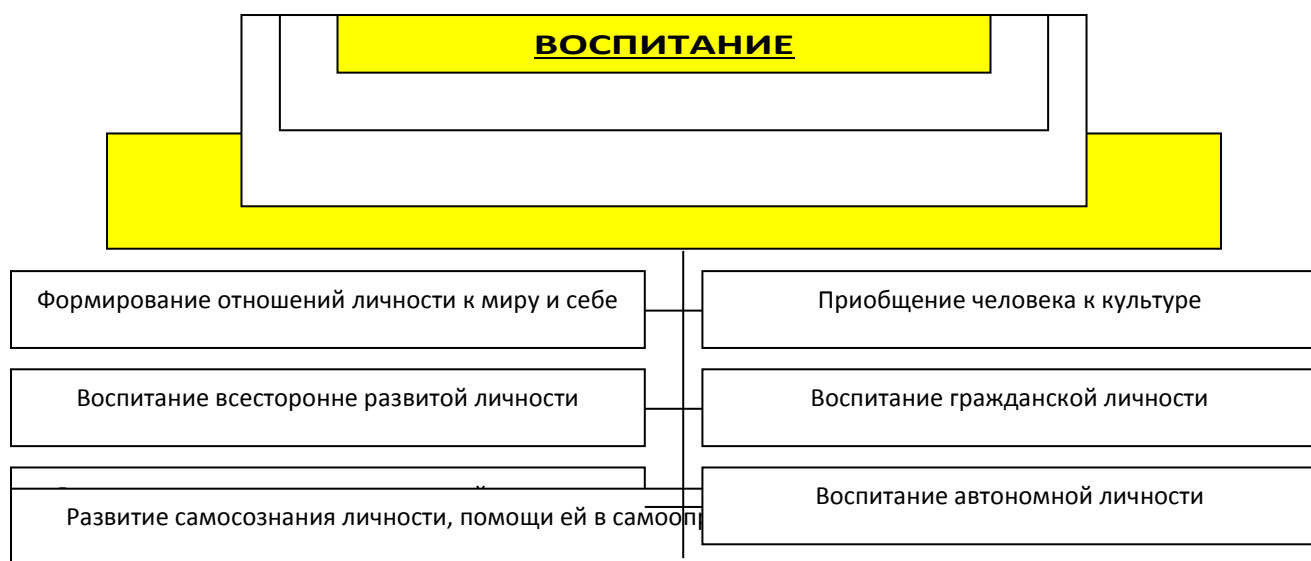 ВОСПИТАНИЕ
Формирование отношений личности к миру и себе
Приобщение человека к культуре
Воспитание всесторонне развитой личности
Воспитание гражданской личности
Воспитание автономной личности
Развитие самосознания личности, помощи ей в